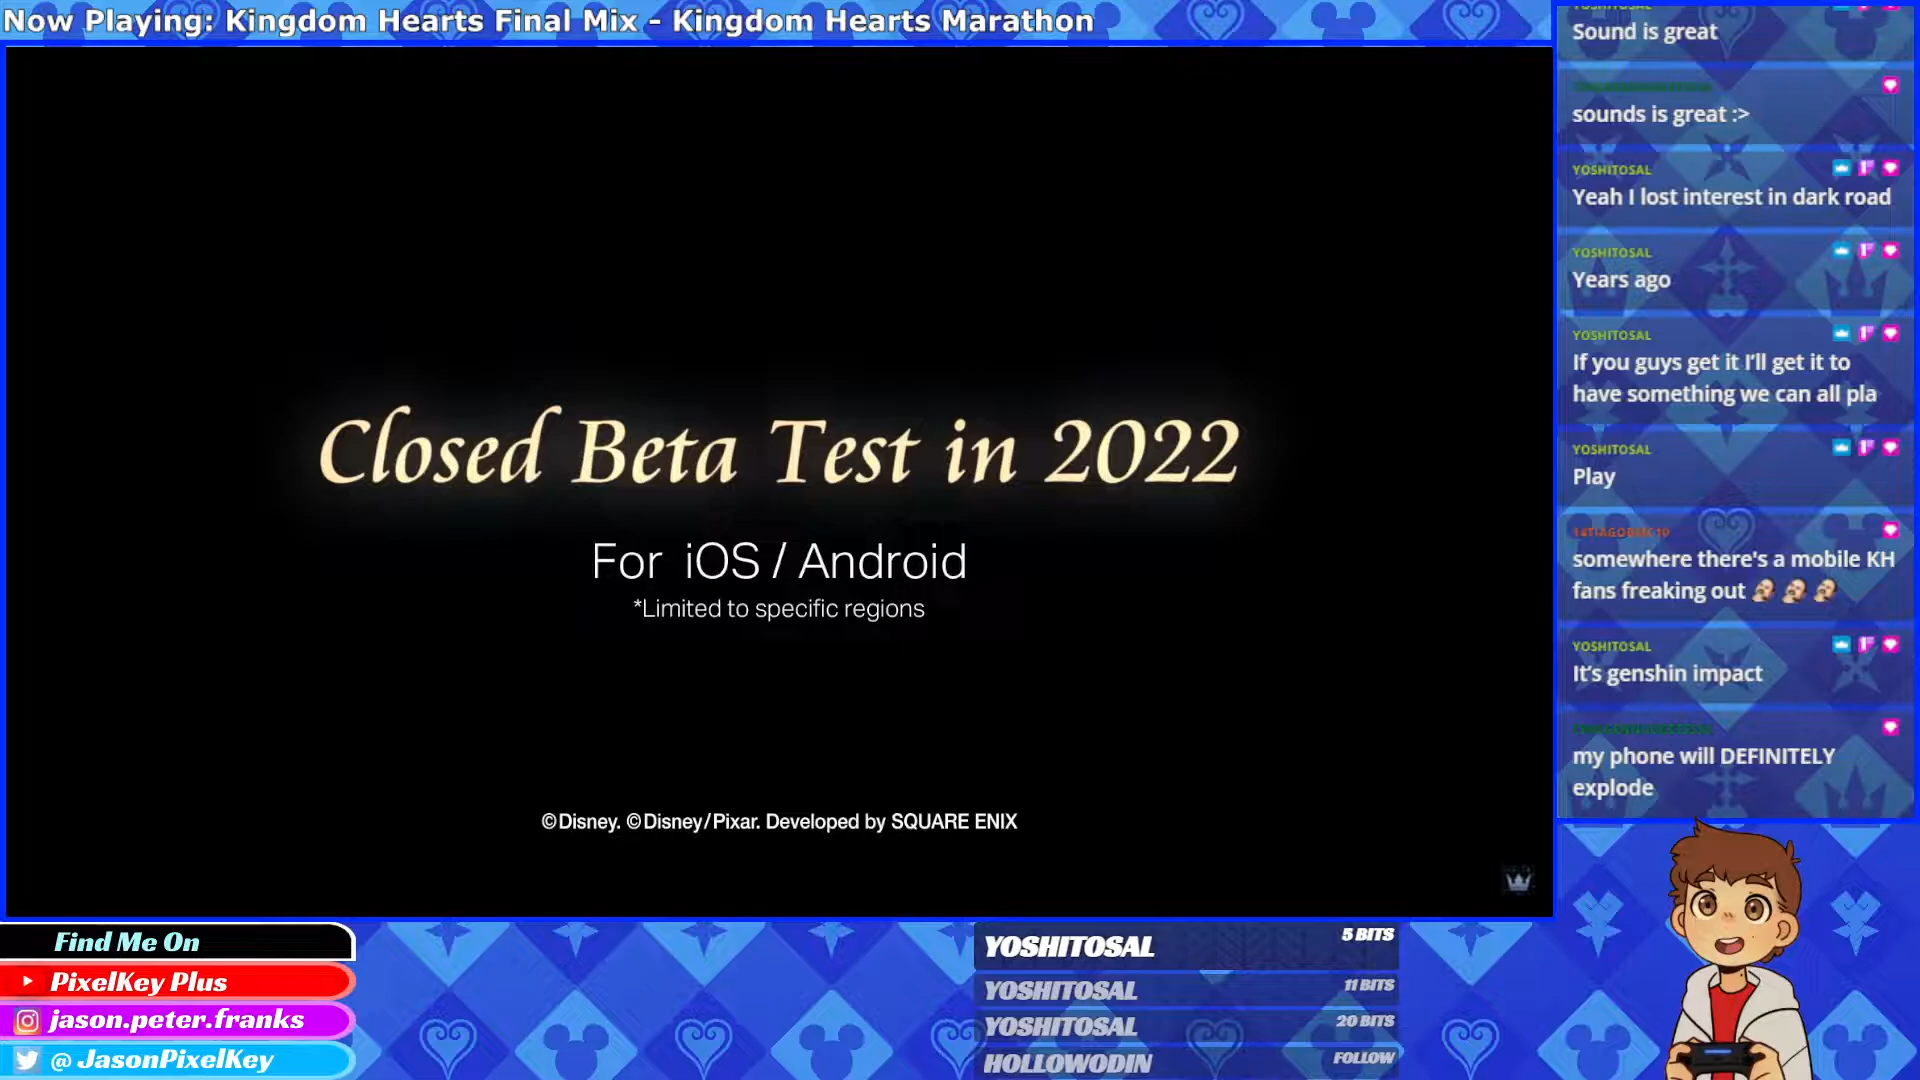 Now Playing: Kingdom Hearts Final Mix - Kingdom Hearts Marathon
Closed Beta Test in 2022
For iOS / Android
*Limited to specific regions
©Disney. ©Disney/Pixar. Developed by SQUARE ENIX
YOSHITOSAL
Sound is great
sounds is great :>
YOSHITOSAL
Yeah I lost interest in dark road
YOSHITOSAL
Years ago
YOSHITOSAL
If you guys get it I'll get it to
have something we can all pla
YOSHITOSAL
Play
somewhere there's a mobile KH
fans freaking out
YOSHITOSAL
It's genshin impact
my phone will DEFINITELY
explode
Find Me On
PixelKey Plus
jason.peter.franks
@JasonPixelKey
YOSHITOSAL 5 BITS
YOSHITOSAL 11 BITS
YOSHITOSAL 20 BITS
HOLLOWODIN FOLLOW